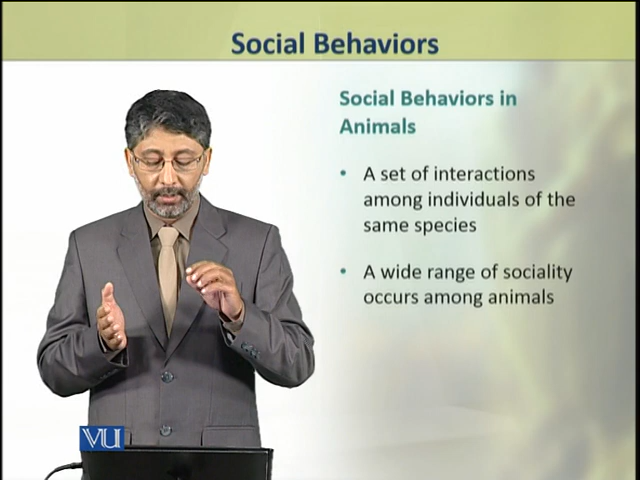 Social Behaviors
Social Behaviors in
Animals
• A set of interactions
among individuals of the
same species
• A wide range of sociality
occurs among animals
VU